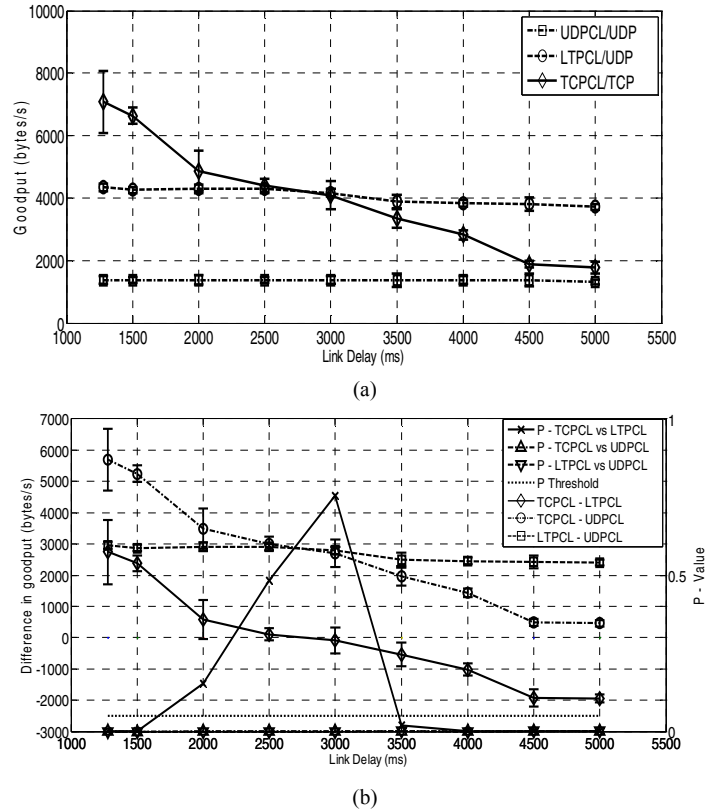 10000
8000
6000
4000
2000
0
Goodput (bytes/s)
UDPCL/UDP
LTPCL/UDP
TCPCL/TCP
1000 1500 2000 2500 3000 3500 4000 4500 5000 5500
Link Delay (ms)
(a)
7000
6000
5000
4000
3000
2000
1000
0
-1000
-2000
-3000
Difference in goodput (bytes/s)
P - TCPCL vs LTPCL
P - TCPCL vs UDPCL
P - LTPCL vs UDPCL
P Threshold
TCPCL - LTPCL
TCPCL - UDPCL
LTPCL - UDPCL
1
0.5
0
P - Value
1000 1500 2000 2500 3000 3500 4000 4500 5000 5500
Link Delay (ms)
(b)